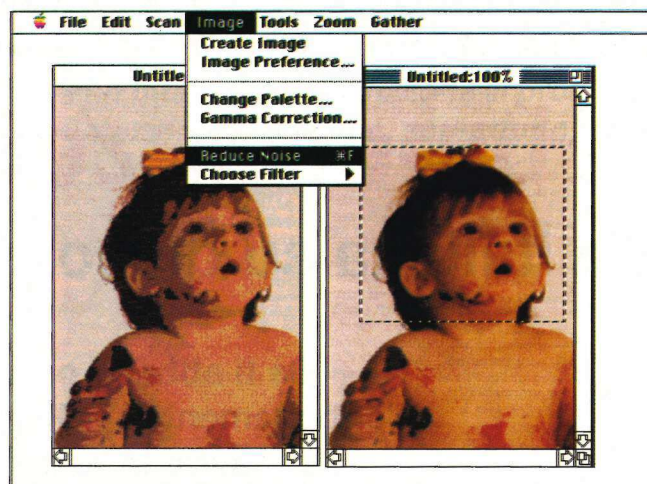 File Edit Scan Image Tools Zoom Gather
Create Image
Image Preference...
Untitle
Untitled:100%
Change Palette...
Gamma Correction...
Reduce Noise ⌘F
Choose Filter